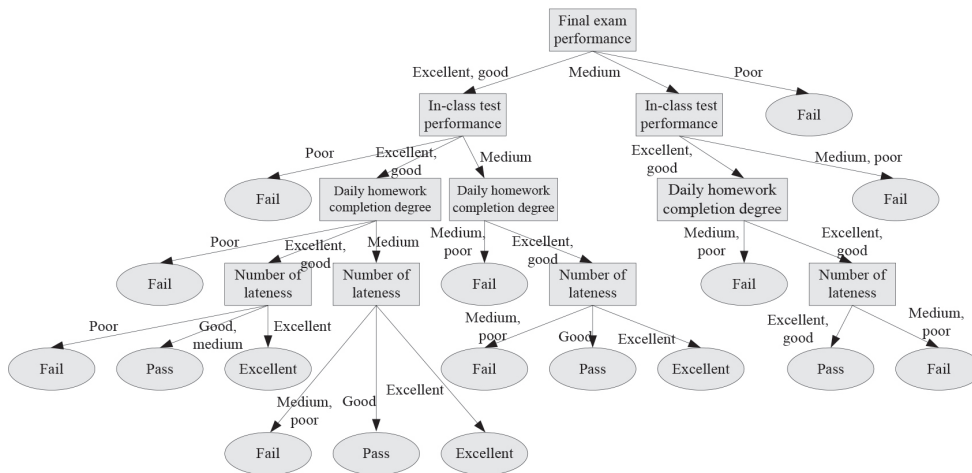 Final exam
performance
Excellent, good
Medium
Poor
In-class test
performance
In-class test
performance
Fail
Poor
Excellent,
good
Medium
Excellent,
good
Medium, poor
Fail
Daily homework
completion degree
Daily homework
completion degree
Daily homework
completion degree
Fail
Poor
Excellent,
good
Medium
Medium,
poor
Excellent,
good
Medium,
poor
Excellent,
good
Fail
Number of
lateness
Number of
lateness
Fail
Number of
lateness
Fail
Number of
lateness
Poor
Good,
medium
Excellent
Medium,
poor
Good
Excellent
Excellent,
good
Medium,
poor
Fail
Pass
Excellent
Fail
Pass
Excellent
Pass
Fail
Medium,
poor
Good
Excellent
Fail
Pass
Excellent